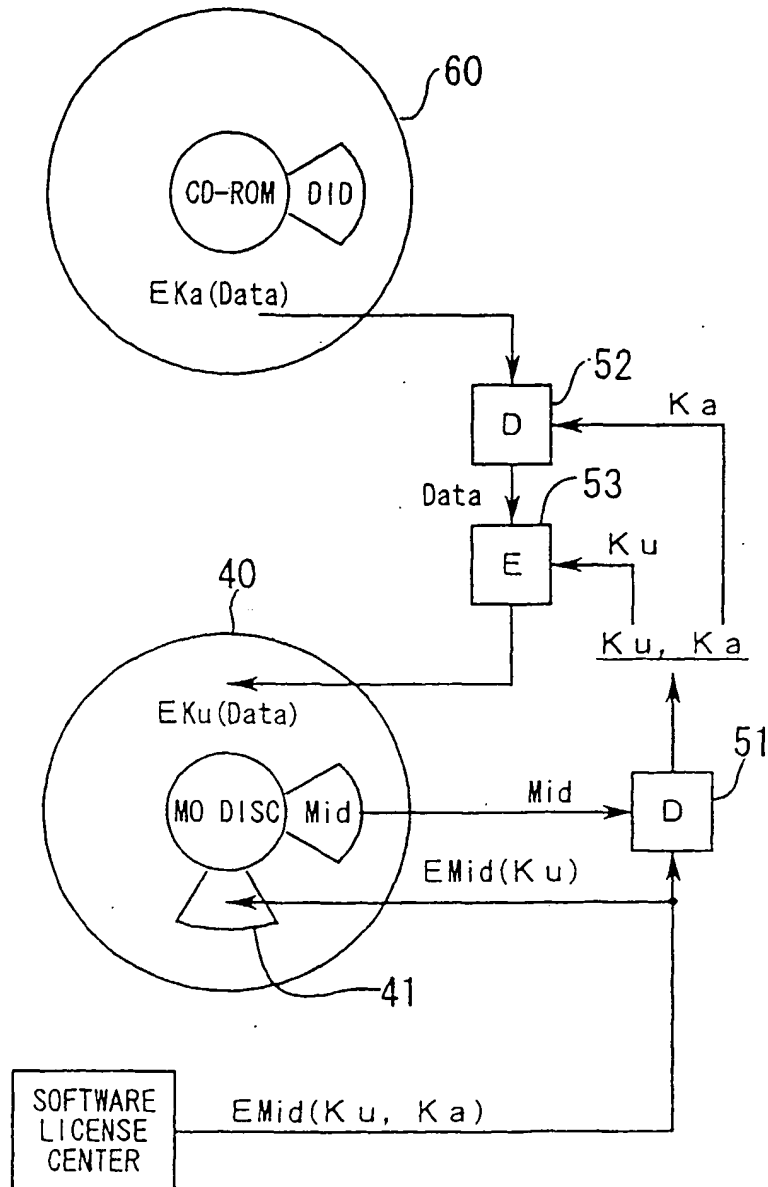 60
CD-ROM
DID
EKa(Data)
52
D
Ka
Data
53
E
Ku
40
Ku, Ka
EKu(Data)
51
MO DISC
Mid
Mid
D
EMid(Ku)
41
SOFTWARE
LICENSE
CENTER
EMid(Ku, Ka)